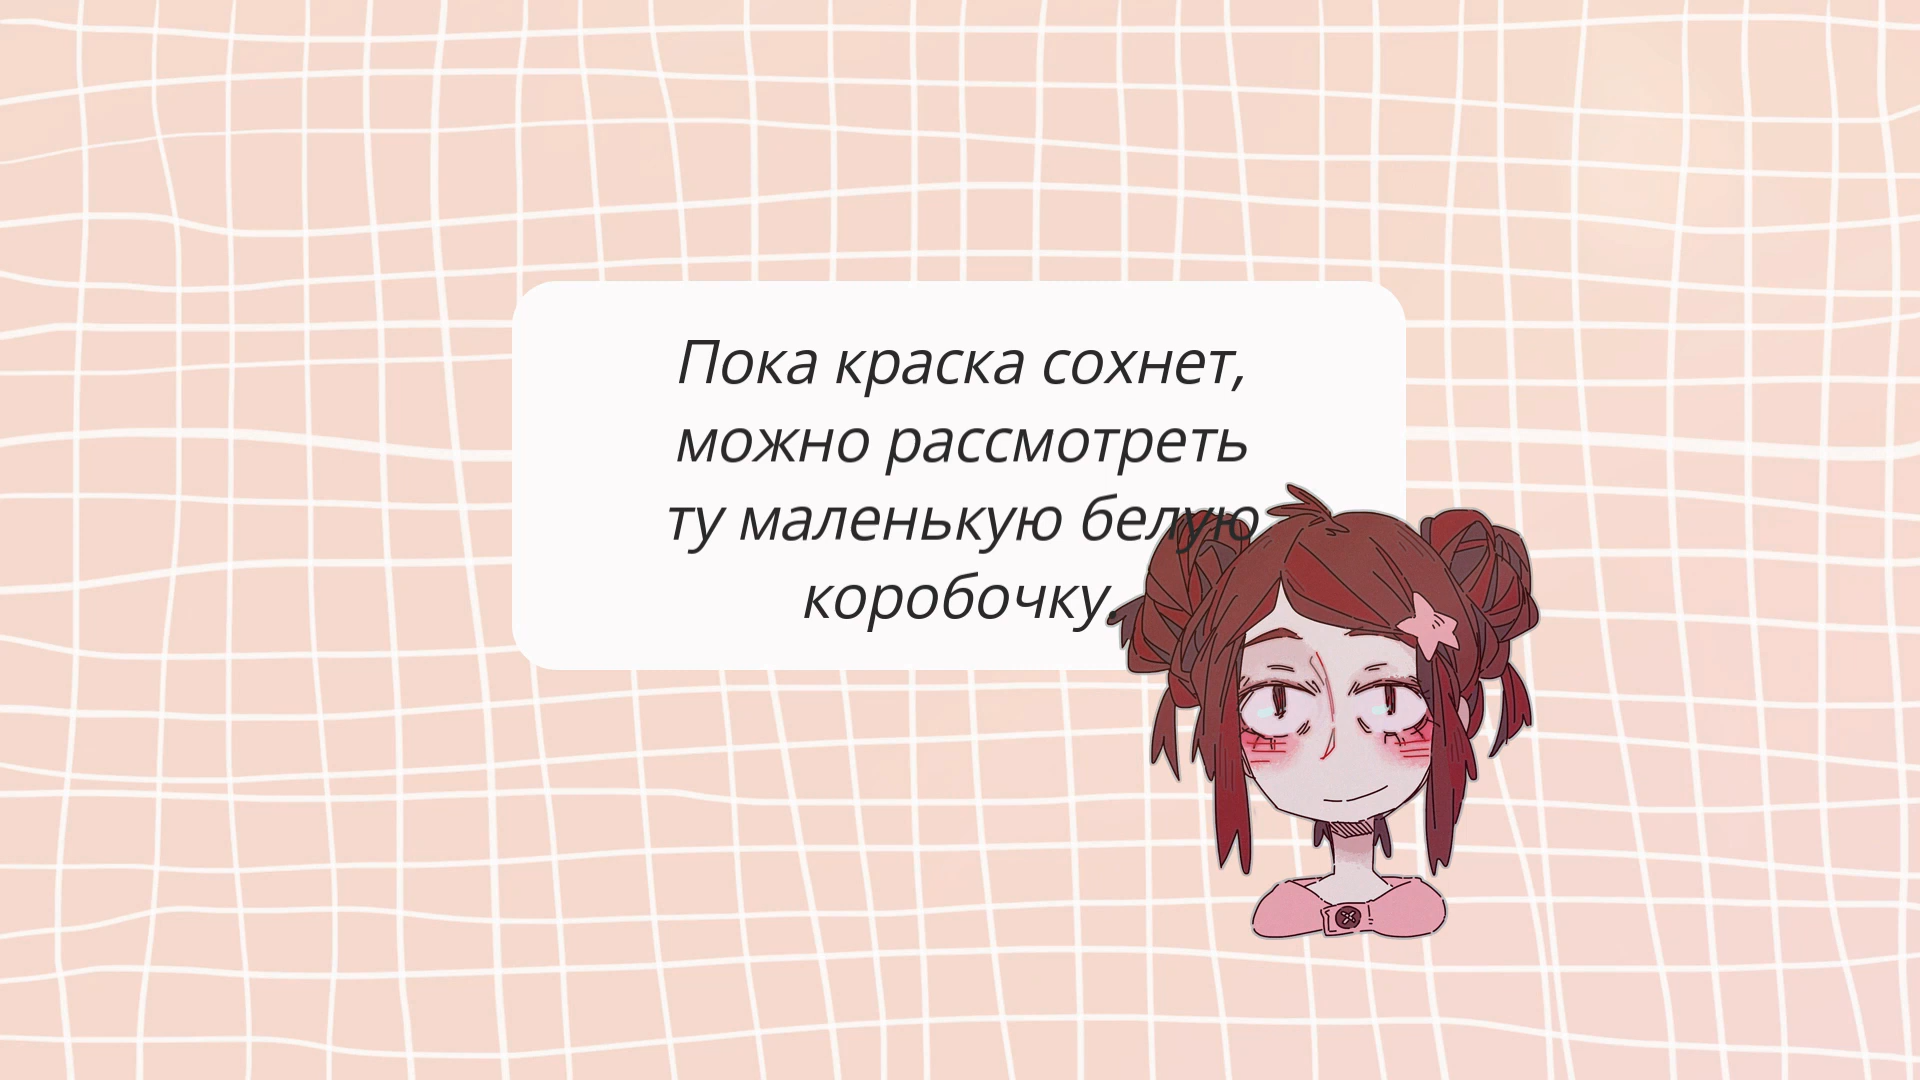 Пока краска сохнет,
можно рассмотреть
ту маленькую белую
коробочку.